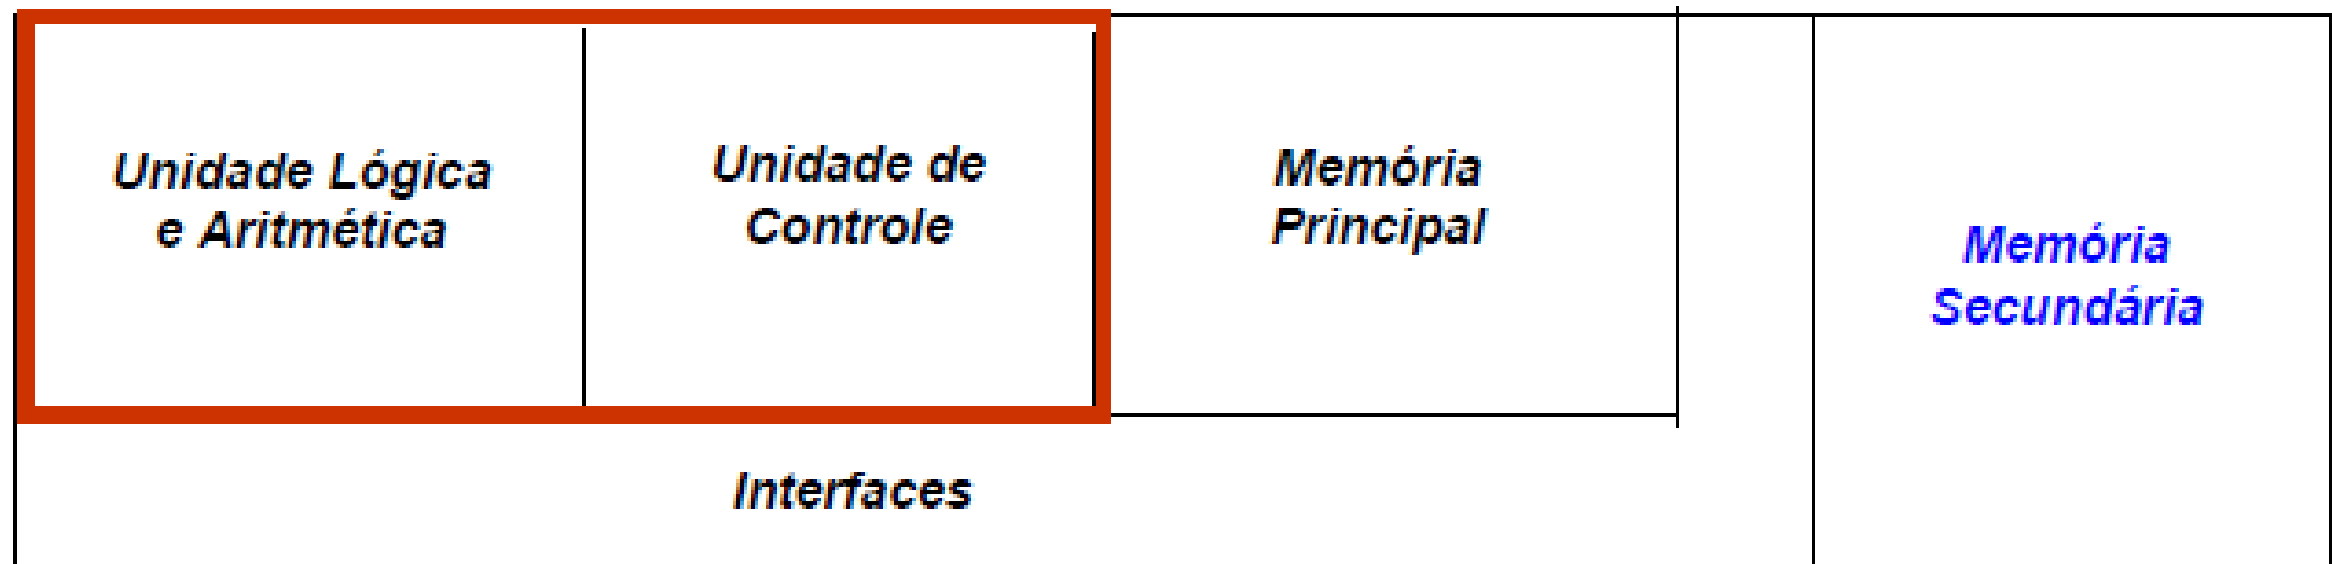 Unidade Lógica
e Aritmética
Unidade de
Controle
Memória
Principal
Memória
Secundária
Interfaces